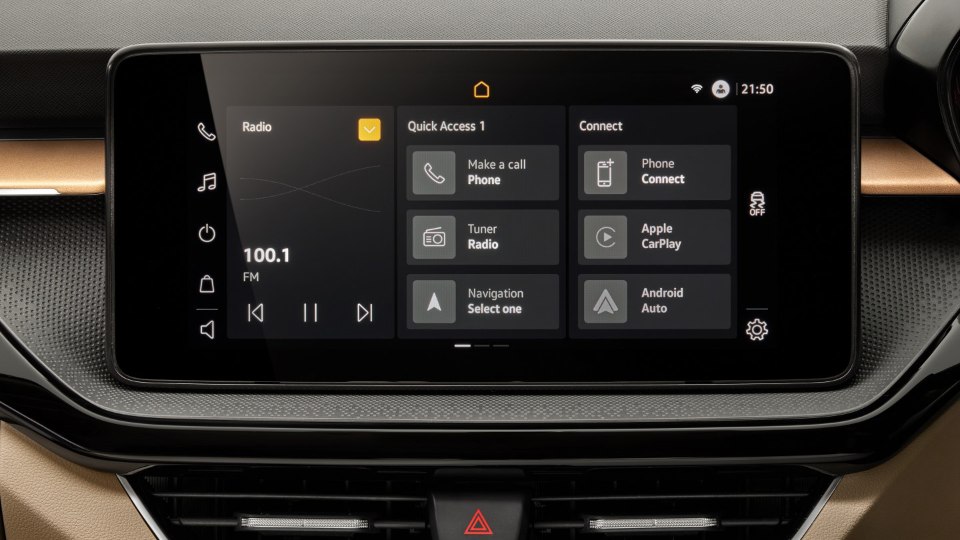 21:50
Radio
100.1
FM
Quick Access 1
Make a call
Phone
Tuner
Radio
Navigation
Select one
Connect
Phone
Connect
Apple
CarPlay
Android
Auto
OFF